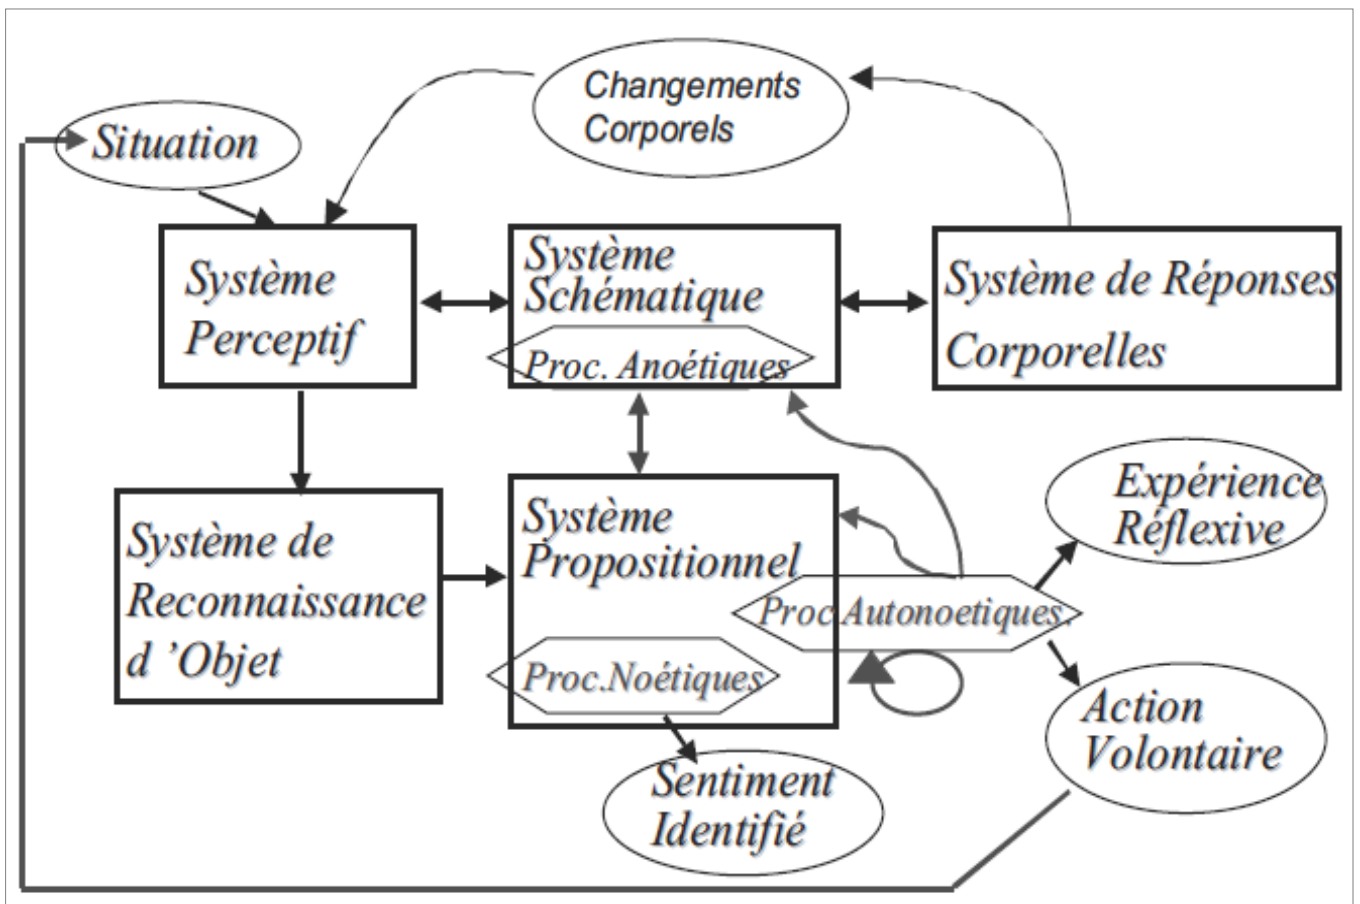 Changements
Corporels
Situation
Système
Perceptif
Système
Schématique
Proc. Anoétiques
Système de Réponses
Corporelles
Système de
Reconnaissance
d ’Objet
Système
Propositionnel
Proc.Autonoetiques.
Proc.Noétiques
Expérience
Réflexive
Action
Volontaire
Sentiment
Identifié